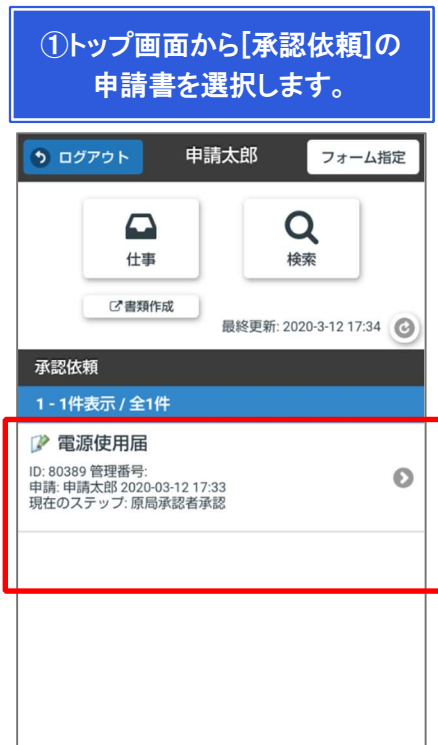 ①トップ画面から[承認依頼]の
申請書を選択します。
ログアウト 申請太郎 フォーム指定
仕事 検索
書類作成
最終更新: 2020-3-12 17:34
承認依頼
1 - 1件表示 / 全1件
電源使用届
ID: 80389 管理番号:
申請: 申請太郎 2020-03-12 17:33
現在のステップ: 原局承認者承認